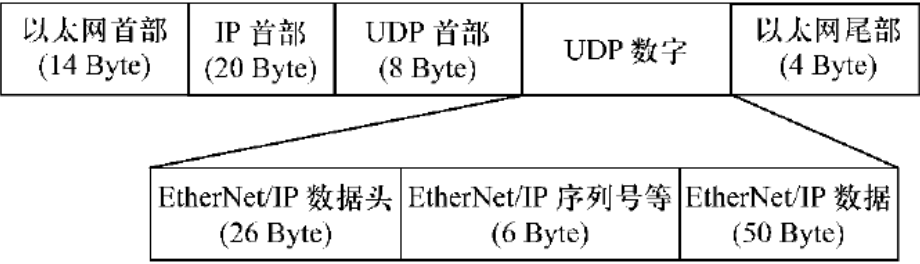 以太网首部
(14 Byte)
IP 首部
(20 Byte)
UDP 首部
(8 Byte)
UDP 数字
以太网尾部
(4 Byte)
EtherNet/IP 数据头
(26 Byte)
EtherNet/IP 序列号等
(6 Byte)
EtherNet/IP 数据
(50 Byte)